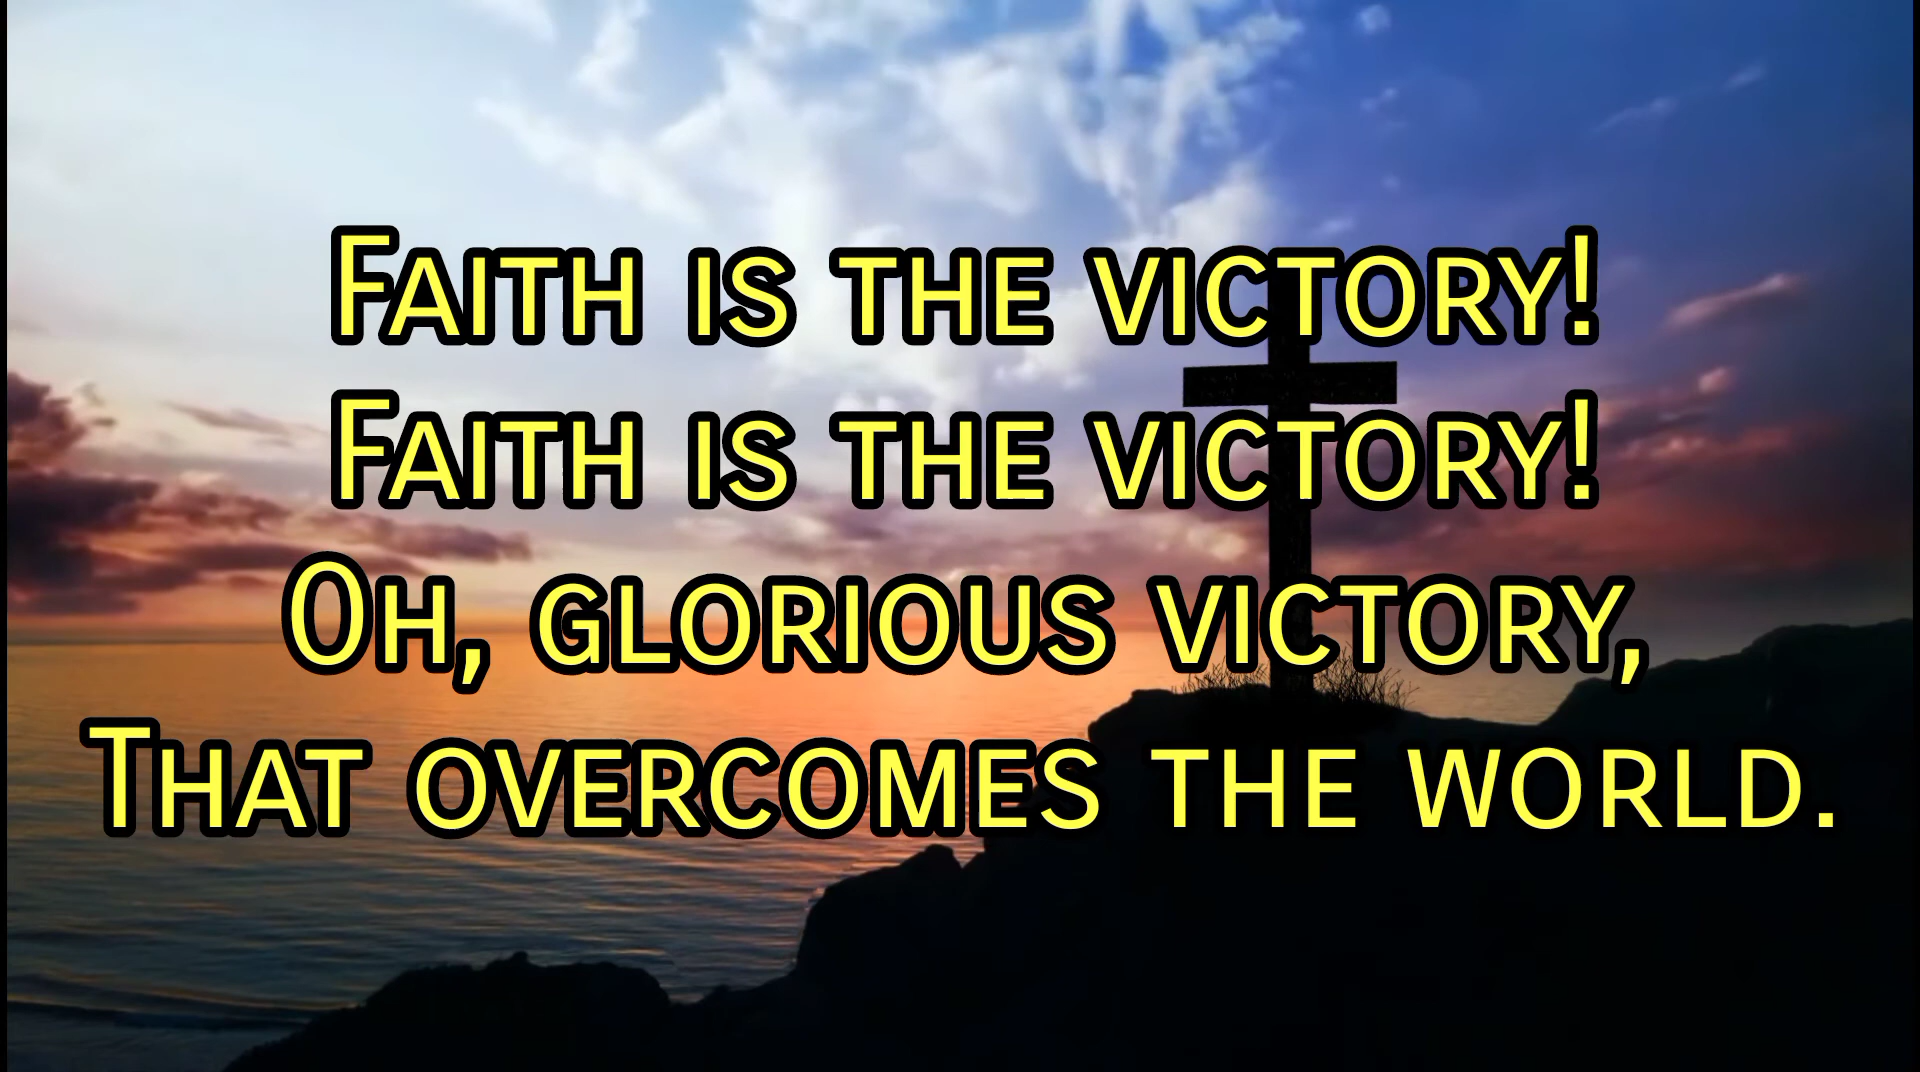 Faith is the victory!
Faith is the victory!
Oh, glorious victory,
That overcomes the world.